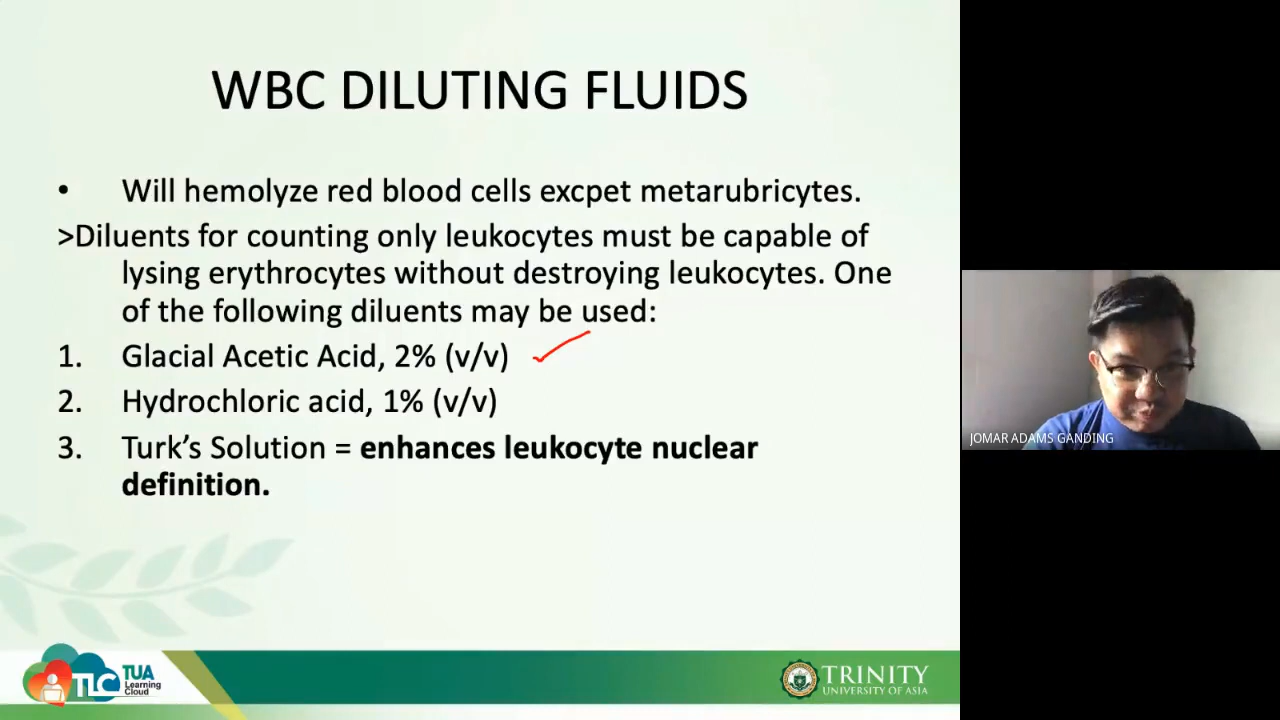 WBC DILUTING FLUIDS
• Will hemolyze red blood cells excpet metarubricytes.
>Diluents for counting only leukocytes must be capable of
lysing erythrocytes without destroying leukocytes. One
of the following diluents may be used:
1. Glacial Acetic Acid, 2% (v/v)
2. Hydrochloric acid, 1% (v/v)
3. Turk's Solution = enhances leukocyte nuclear
definition.
JOMAR ADAMS GANDING
TLC
TUA
Learning
Cloud
TRINITY
UNIVERSITY OF ASIA